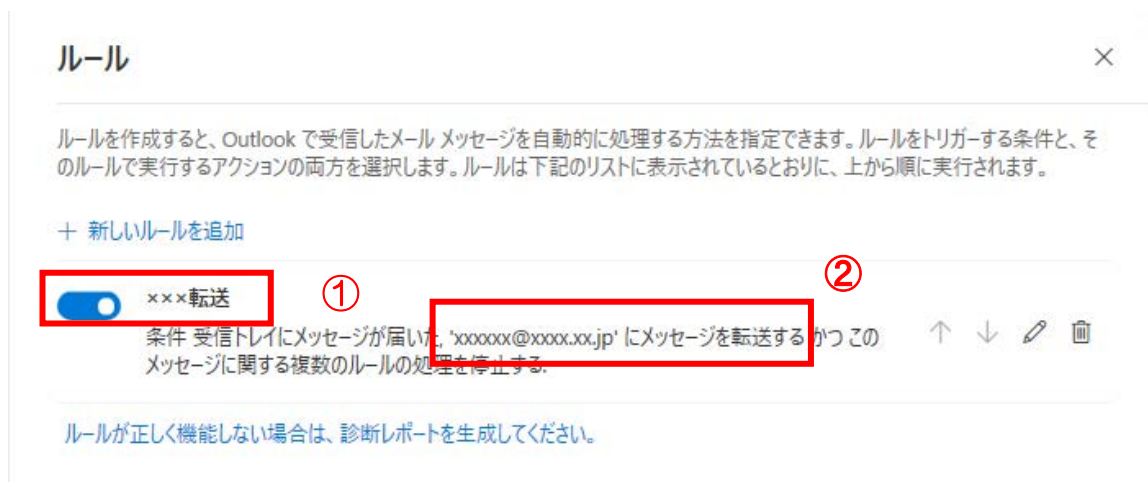 ルール
ルールを作成すると、Outlook で受信したメール メッセージを自動的に処理する方法を指定できます。ルールをトリガーする条件と、そ
のルールで実行するアクションの両方を選択します。ルールは下記のリストに表示されているとおりに、上から順に実行されます。
＋ 新しいルールを追加
×××転送
①
②
条件 受信トレイにメッセージが届いた, 'xxxxxx@xxxx.xx.jp' にメッセージを転送する かつ この
メッセージに関する複数のルールの処理を停止する.
ルールが正しく機能しない場合は、診断レポートを生成してください。